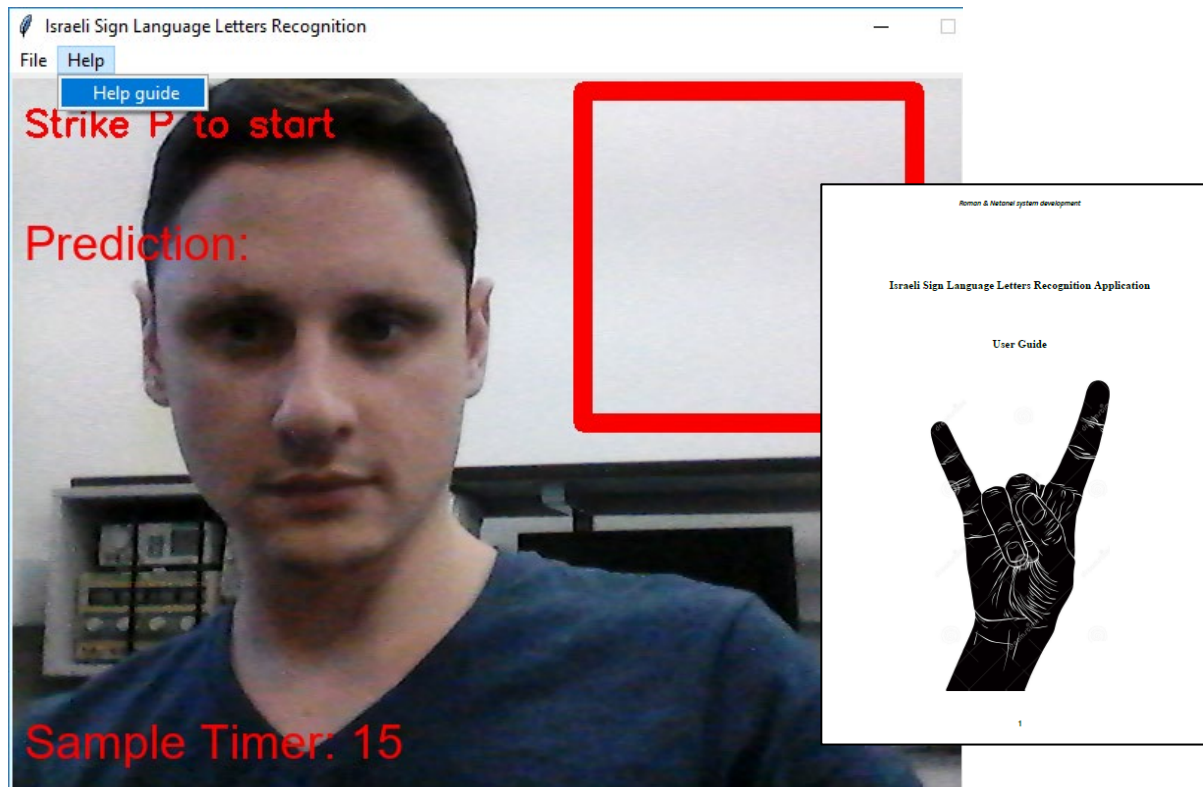 Israeli Sign Language Letters Recognition
File Help
Help guide
Strike P to start
Prediction:
Sample Timer: 15
Roman & Netanel system development
Israeli Sign Language Letters Recognition Application
User Guide
1